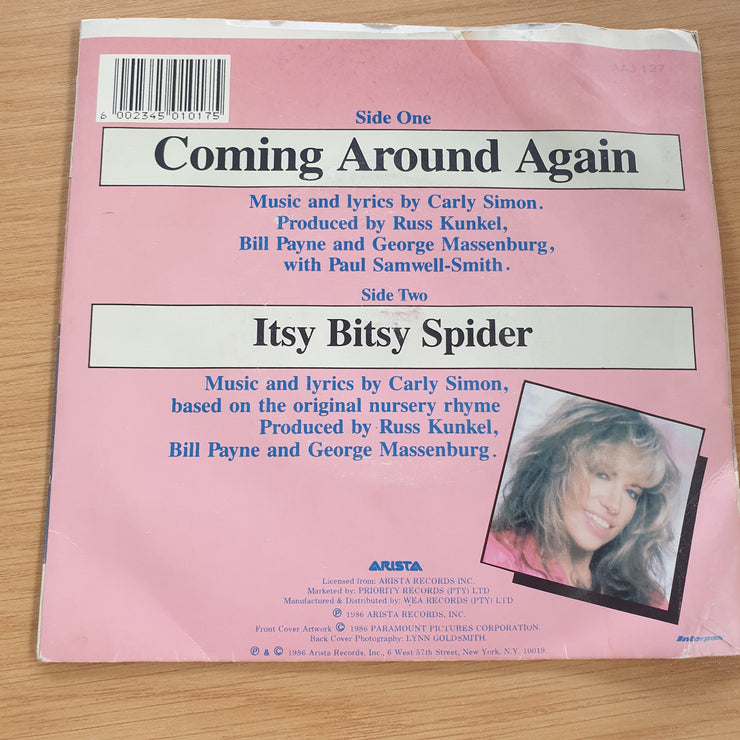 AAJ 127
6 002345 010175
Side One
Coming Around Again
Music and lyrics by Carly Simon.
Produced by Russ Kunkel,
Bill Payne and George Massenburg,
with Paul Samwell-Smith.
Side Two
Itsy Bitsy Spider
Music and lyrics by Carly Simon,
based on the original nursery rhyme
Produced by Russ Kunkel,
Bill Payne and George Massenburg.
ARISTA
Licensed from: ARISTA RECORDS INC.
Marketed by: PRIORITY RECORDS (PTY) LTD
Manufactured & Distributed by: WEA RECORDS (PTY) LTD
℗ 1986 ARISTA RECORDS, INC.
Front Cover Artwork © 1986 PARAMOUNT PICTURES CORPORATION.
Back Cover Photography: LYNN GOLDSMITH.
℗ & © 1986 Arista Records, Inc., 6 West 57th Street, New York, N.Y. 10019.